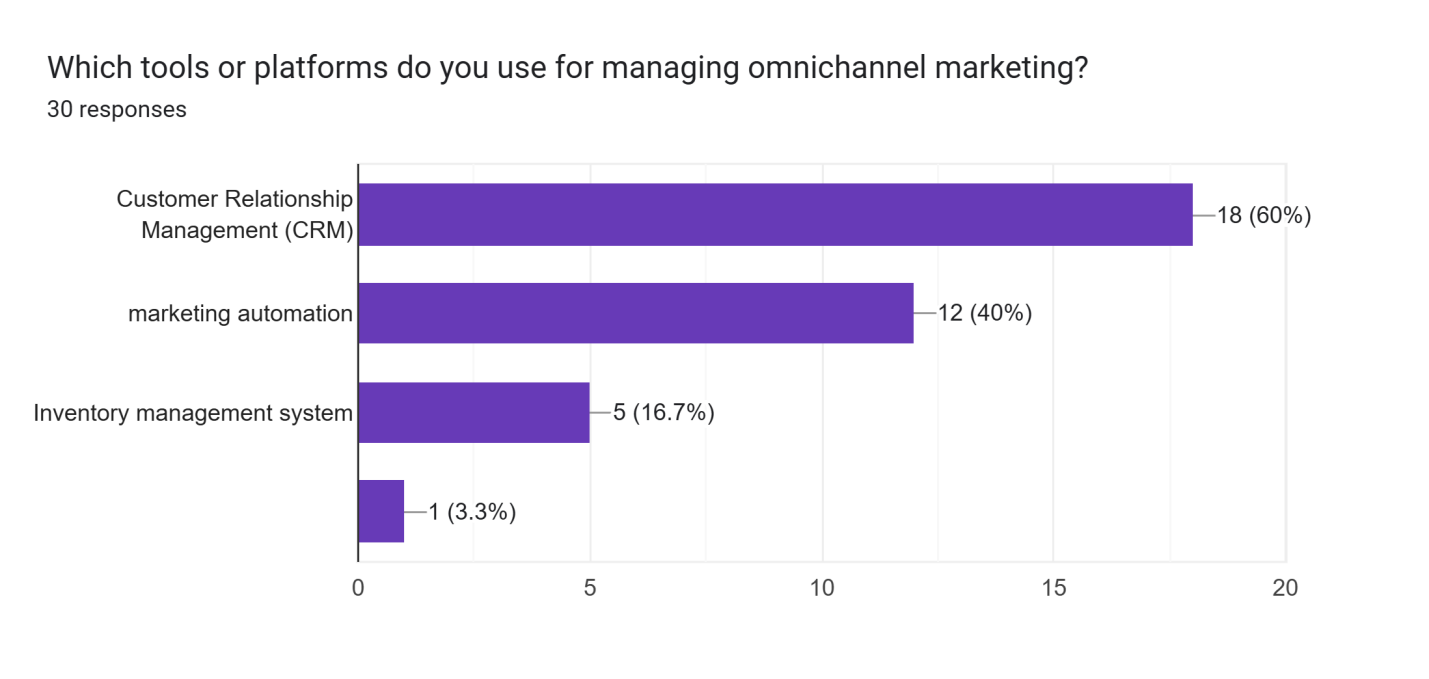 Which tools or platforms do you use for managing omnichannel marketing?
30 responses
Customer Relationship
Management (CRM)
18 (60%)
marketing automation
12 (40%)
Inventory management system
5 (16.7%)
1 (3.3%)
0
5
10
15
20